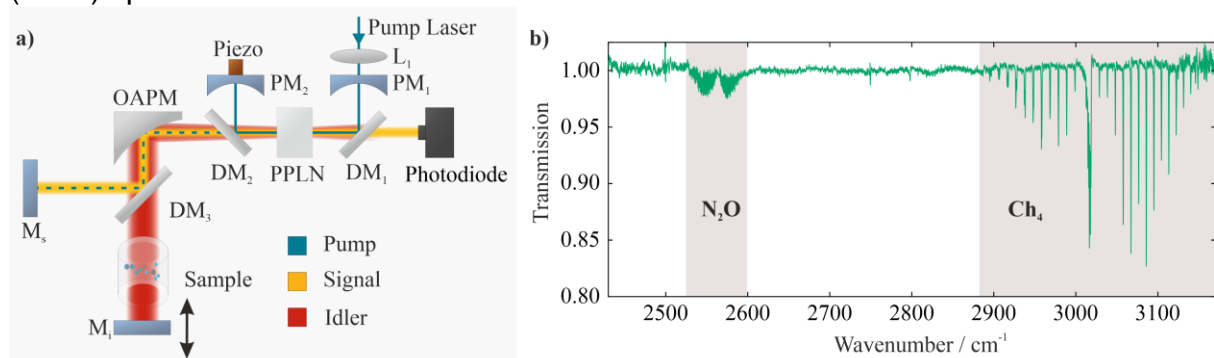 a)
Pump Laser
Piezo
L₁
PM₂
PM₁
OAPM
DM₂
PPLN
DM₁
Photodiode
DM₃
Mₛ
Sample
Mᵢ
Pump
Signal
Idler
b)
Transmission
1.00
0.95
0.90
0.85
0.80
N₂O
Ch₄
2500 2600 2700 2800 2900 3000 3100
Wavenumber / cm⁻¹